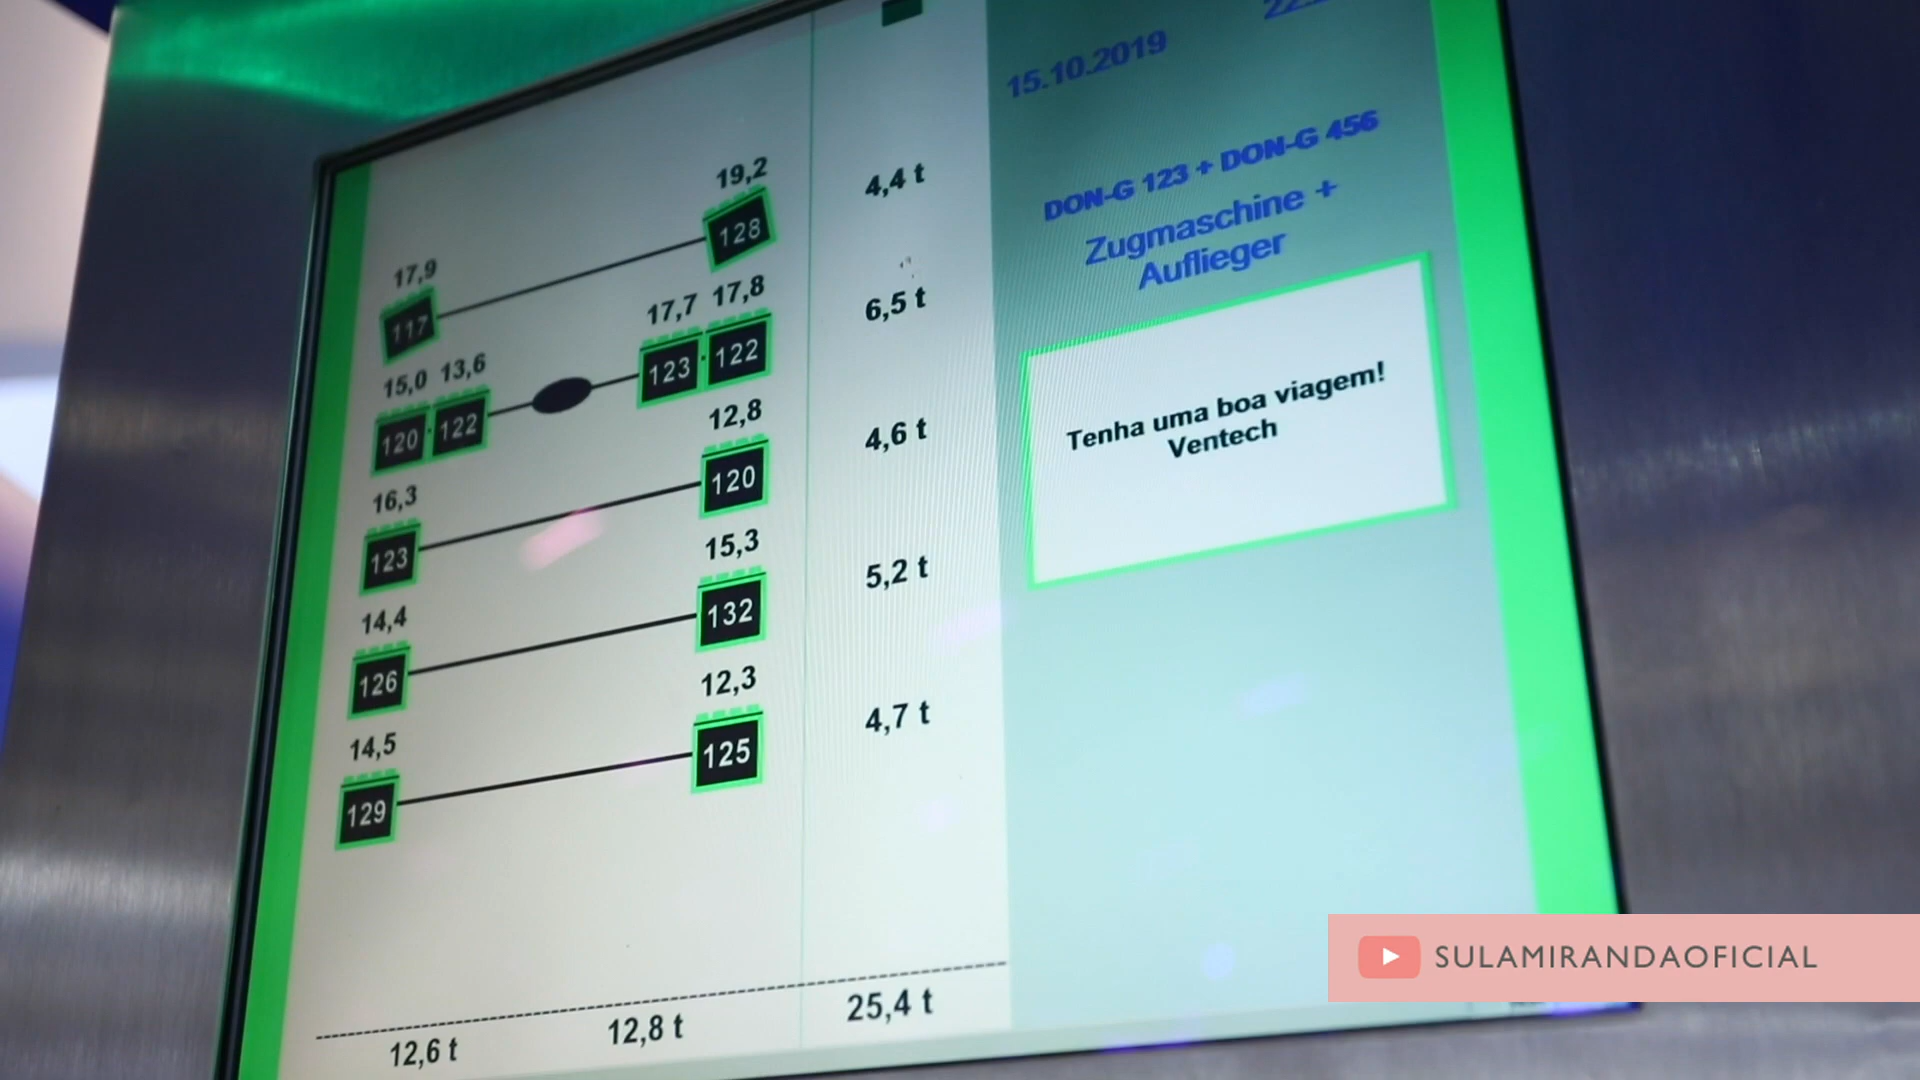 15.10.2019
DON-G 123 + DON-G 456
Zugmaschine +
Auflieger
Tenha uma boa viagem!
Ventech
19,2
4,4 t
128
17,9
117
17,7 17,8
6,5 t
123 122
15,0 13,6
120 122
12,8
4,6 t
120
16,3
123
15,3
5,2 t
132
14,4
126
12,3
4,7 t
125
14,5
129
12,6 t
12,8 t
25,4 t
SULAMIRANDAOFICIAL